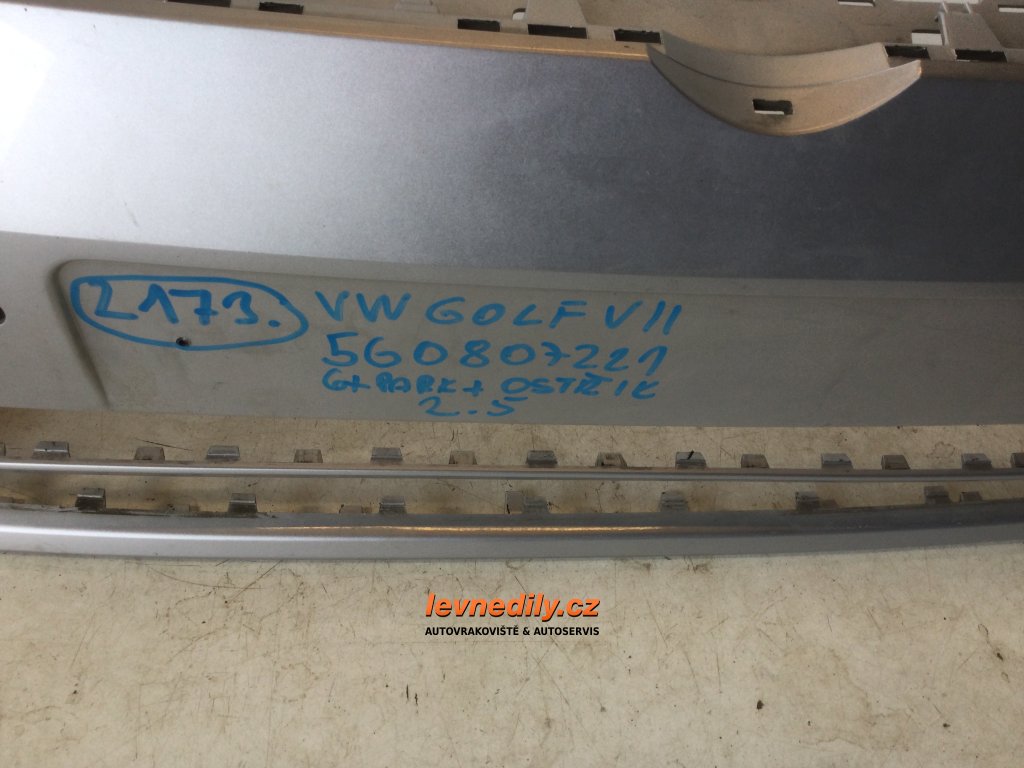 2173.
VW GOLF VII
5G0807221
6+PARK+OSTŘIK
2.5
levnedily.cz
AUTOVRAKOVIŠTĚ & AUTOSERVIS